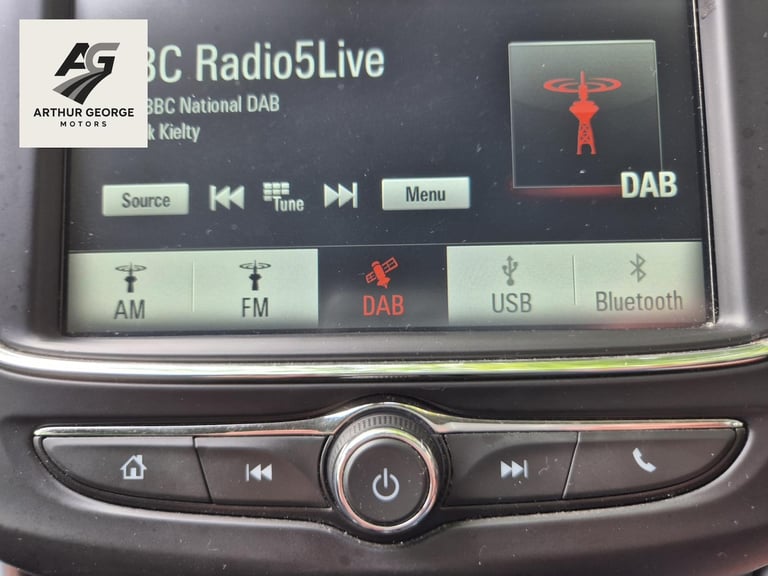 AG
ARTHUR GEORGE
MOTORS
BC Radio5Live
BBC National DAB
k Kielty
DAB
Source
Tune
Menu
AM
FM
DAB
USB
Bluetooth